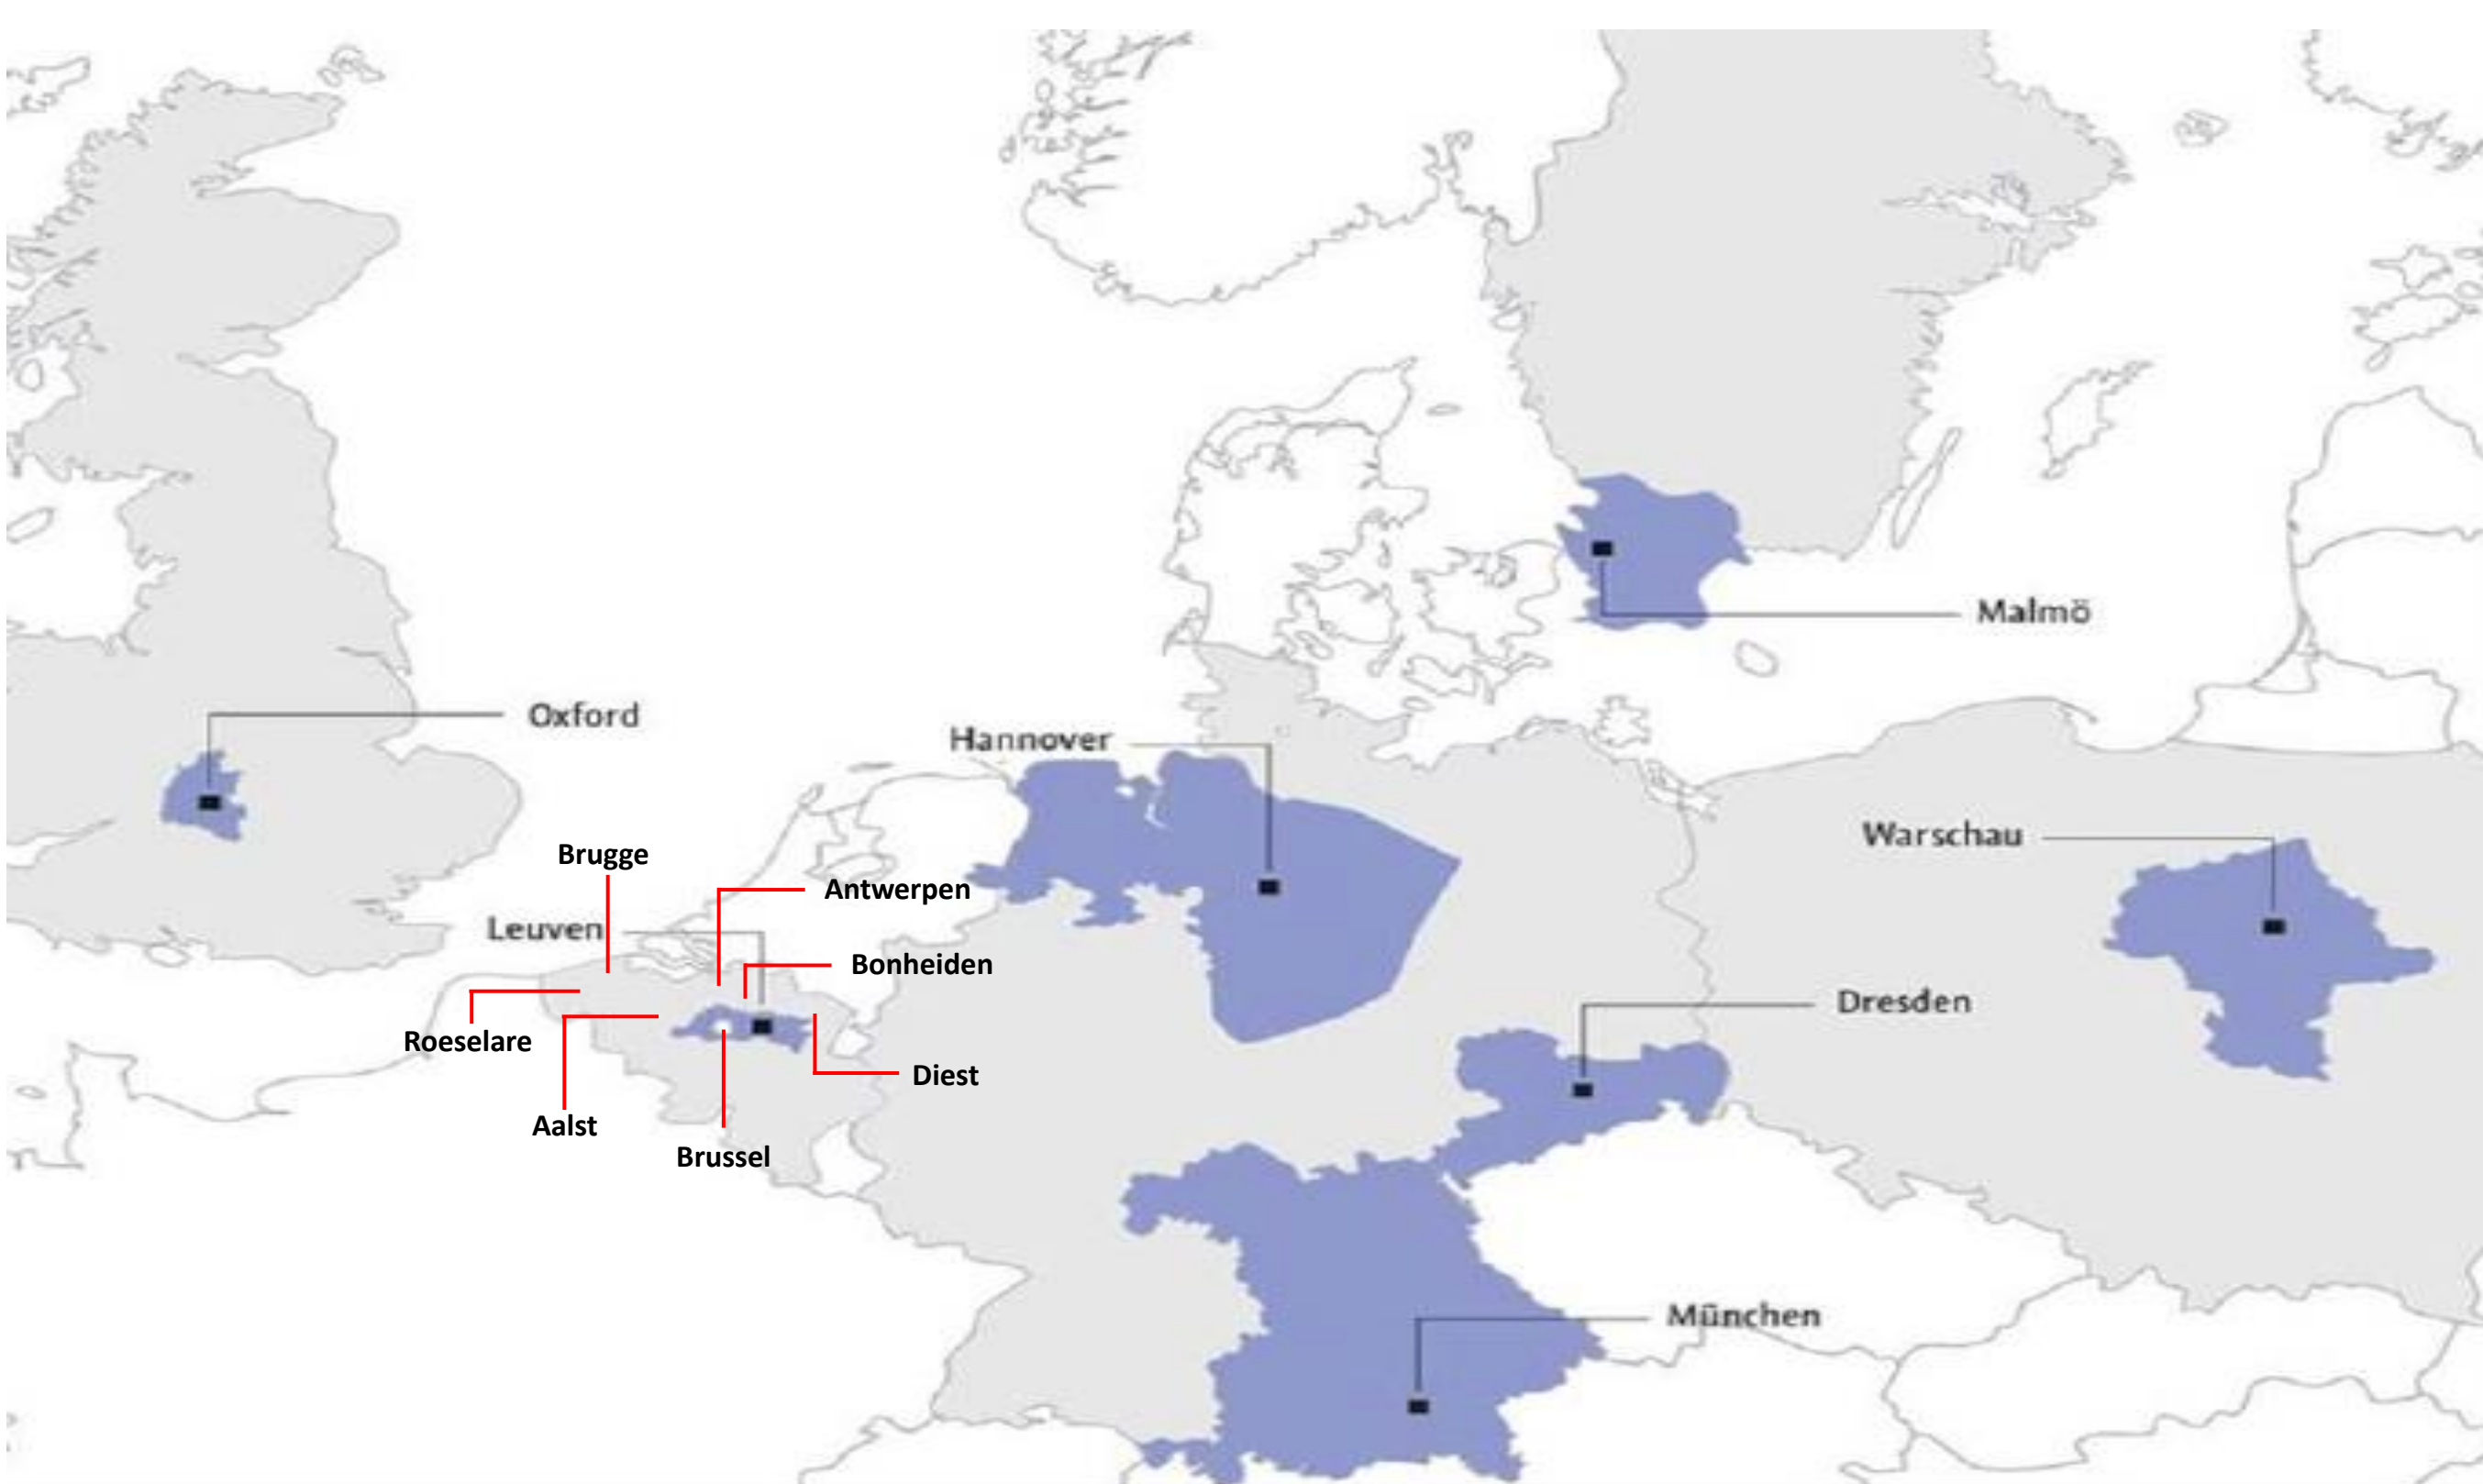 Malmö
Oxford
Hannover
Warschau
Brugge
Antwerpen
Leuven
Bonheiden
Dresden
Roeselare
Diest
Aalst
Brussel
München